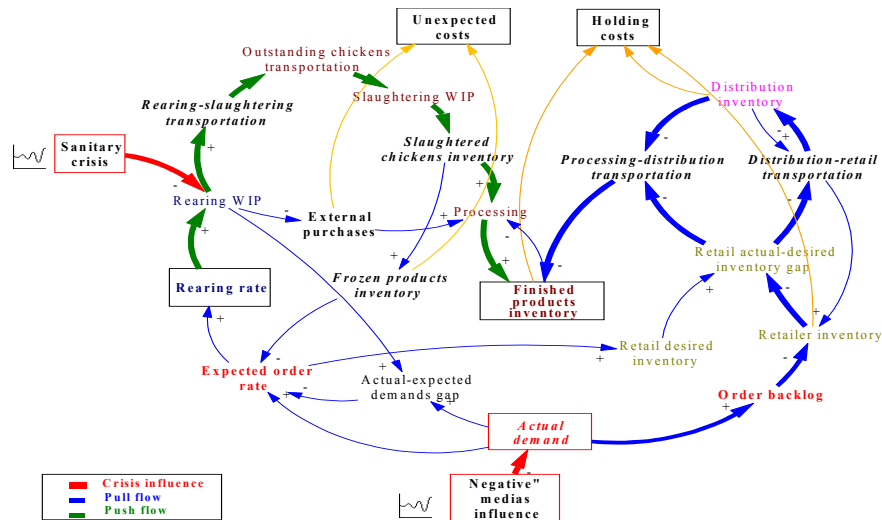 Unexpected
costs
Holding
costs
Outstanding chickens
transportation
Slaughtering WIP
Distribution
inventory
Rearing-slaughtering
transportation
Slaughtered
chickens inventory
Processing-distribution
transportation
Distribution-retail
transportation
Sanitary
crisis
Rearing WIP
External
purchases
Processing
Retail actual-desired
inventory gap
Rearing rate
Frozen products
inventory
Finished
products
inventory
Retail desired
inventory
Retailer inventory
Expected order
rate
Actual-expected
demands gap
Order backlog
Actual
demand
Negative"
medias
influence
Crisis influence
Pull flow
Push flow